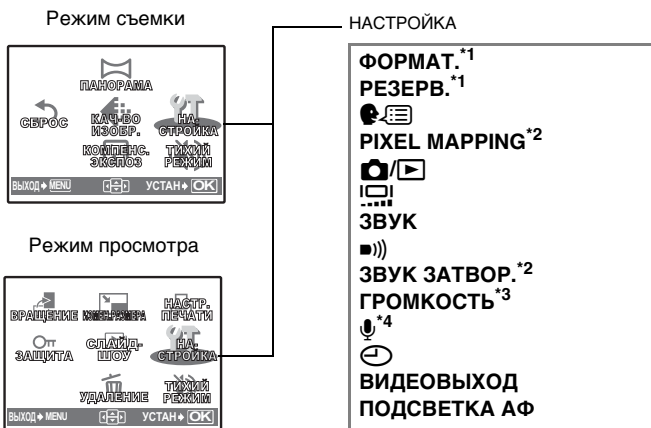 Режим съемки
ПАНОРАМА
СБРОС
КАЧ-ВО
ИЗОБР.
НА-
СТРОЙКА
КОМПЕНС.
ЭКСПОЗ
ТИХИЙ
РЕЖИМ
ВЫХОД MENU УСТАН OK
Режим просмотра
ВРАЩЕНИЕ
НАСТР.
ПЕЧАТИ
ЗАЩИТА
СЛАЙД-
ШОУ
НА-
СТРОЙКА
УДАЛЕНИЕ
ТИХИЙ
РЕЖИМ
ВЫХОД MENU УСТАН OK
НАСТРОЙКА
ФОРМАТ.*1
РЕЗЕРВ.*1
PIXEL MAPPING*2
/
ЗВУК
ЗВУК ЗАТВОР.*2
ГРОМКОСТЬ*3
*4
ВИДЕОВЫХОД
ПОДСВЕТКА АФ